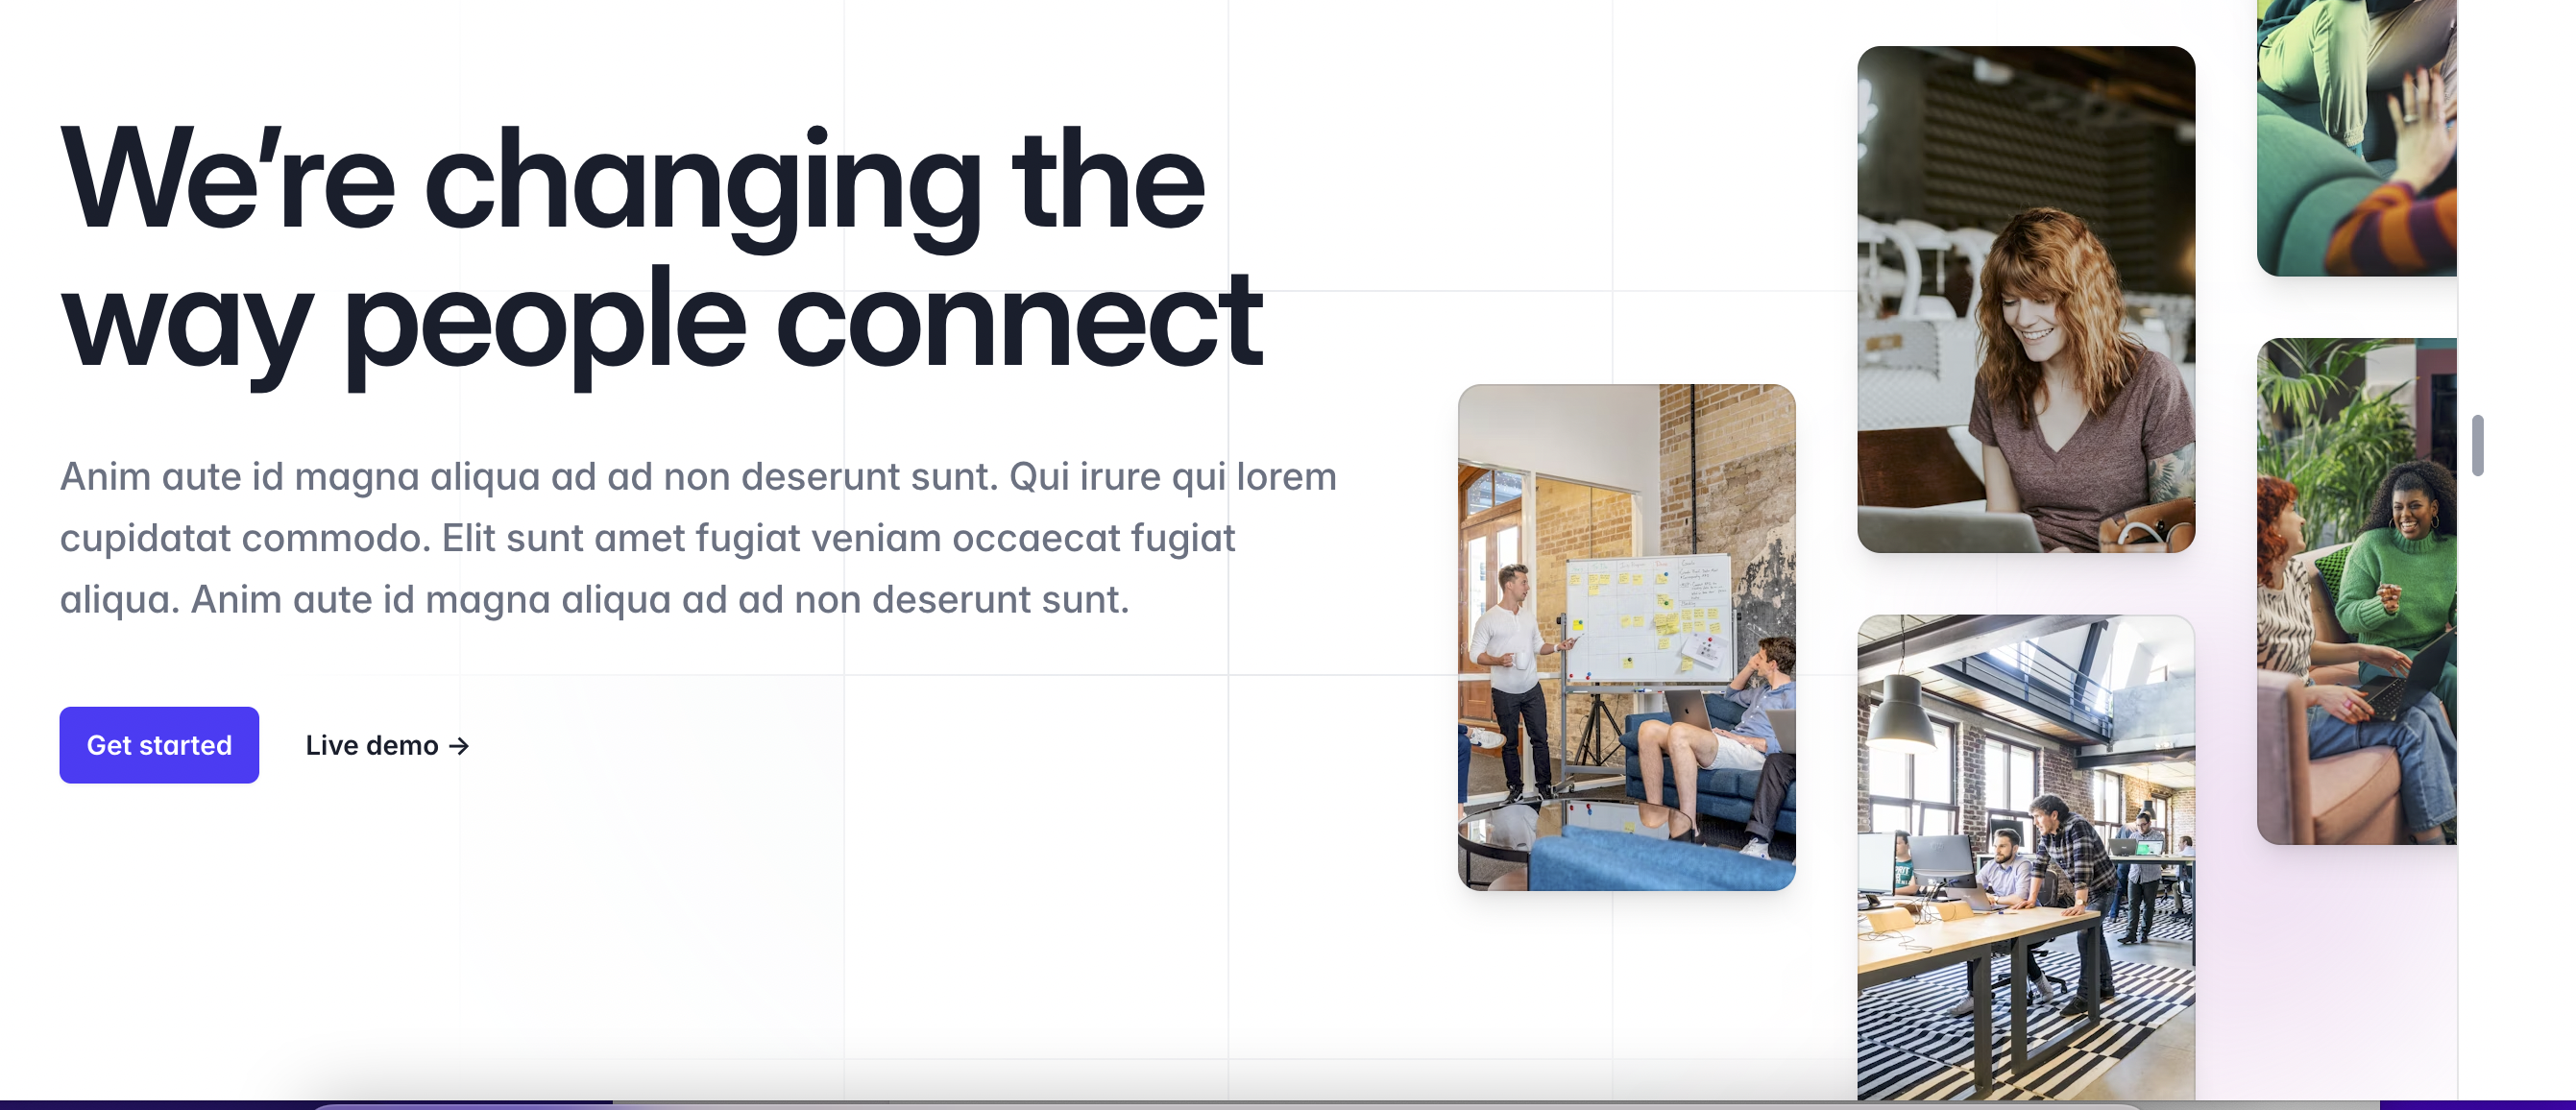 We’re changing the
way people connect
Anim aute id magna aliqua ad ad non deserunt sunt. Qui irure qui lorem
cupidatat commodo. Elit sunt amet fugiat veniam occaecat fugiat
aliqua. Anim aute id magna aliqua ad ad non deserunt sunt.
Get started
Live demo →